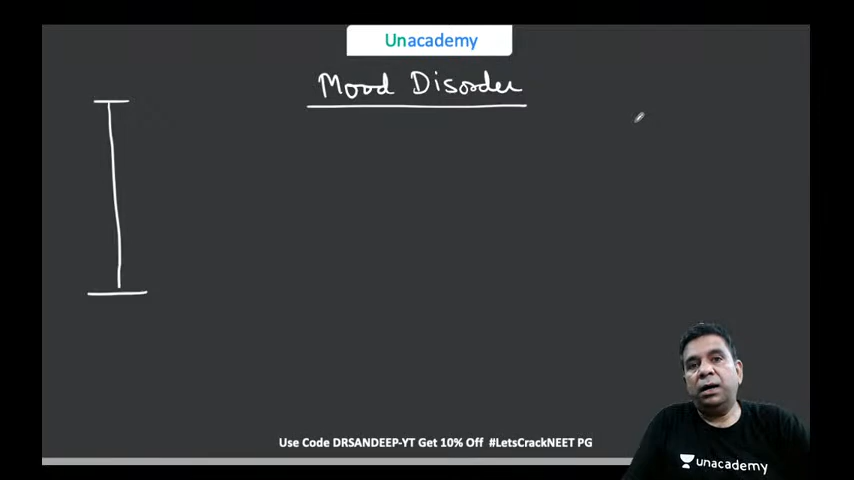 Unacademy
Mood Disorder
Use Code DRSANDEEP-YT Get 10% Off #LetsCrackNEET PG
unacademy